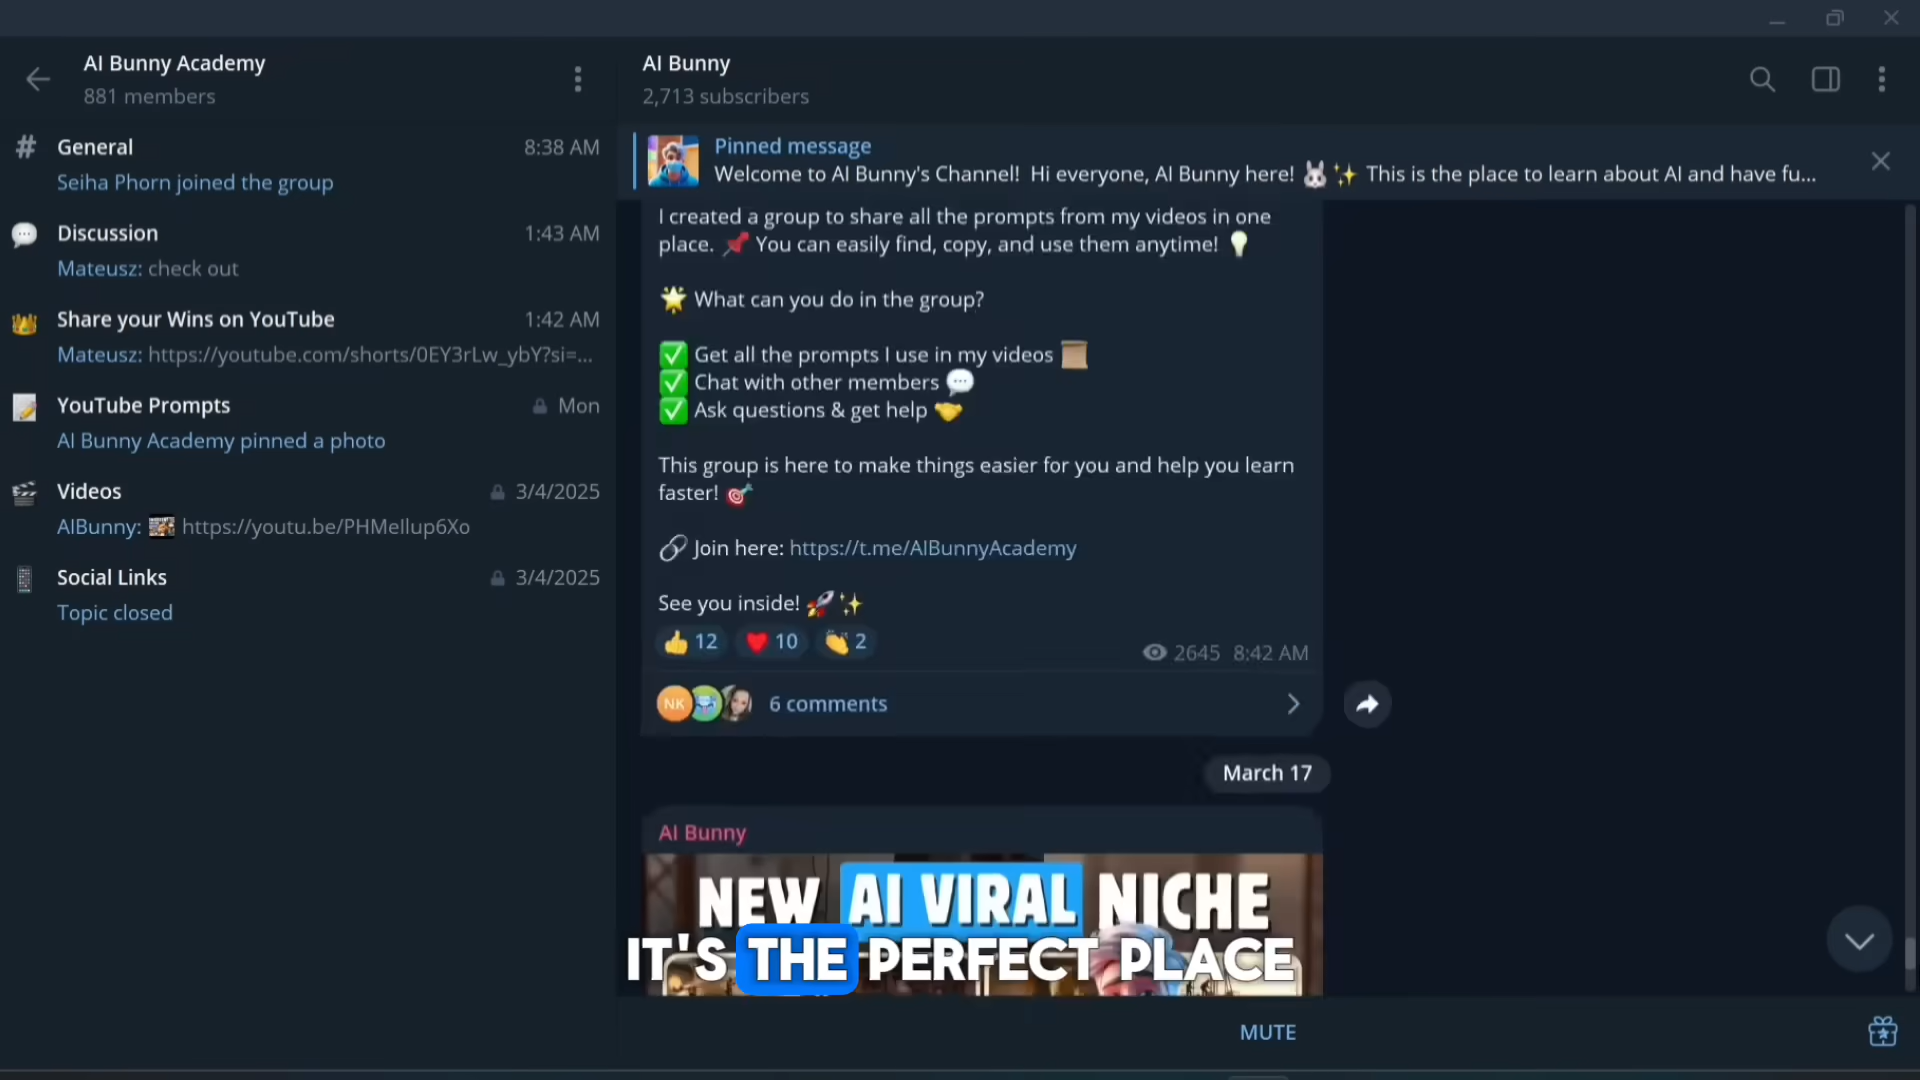 AI Bunny Academy
881 members
# General 8:38 AM
Seiha Phorn joined the group
Discussion 1:43 AM
Mateusz: check out
Share your Wins on YouTube 1:42 AM
Mateusz: https://youtube.com/shorts/0EY3rLw_ybY?si=...
YouTube Prompts Mon
AI Bunny Academy pinned a photo
Videos 3/4/2025
AIBunny: https://youtu.be/PHMeIlup6Xo
Social Links 3/4/2025
Topic closed
AI Bunny
2,713 subscribers
Pinned message
Welcome to AI Bunny's Channel! Hi everyone, AI Bunny here! 🐰✨ This is the place to learn about AI and have fu...
I created a group to share all the prompts from my videos in one
place. 📌 You can easily find, copy, and use them anytime! 💡
🌟 What can you do in the group?
✅ Get all the prompts I use in my videos 📜
✅ Chat with other members 💬
✅ Ask questions & get help 🤝
This group is here to make things easier for you and help you learn
faster! 🎯
🔗 Join here: https://t.me/AIBunnyAcademy
See you inside! 🚀✨
👍 12 ❤️ 10 👏 2
2645 8:42 AM
NK 6 comments
March 17
AI Bunny
NEW AI VIRAL NICHE
IT'S THE PERFECT PLACE
MUTE